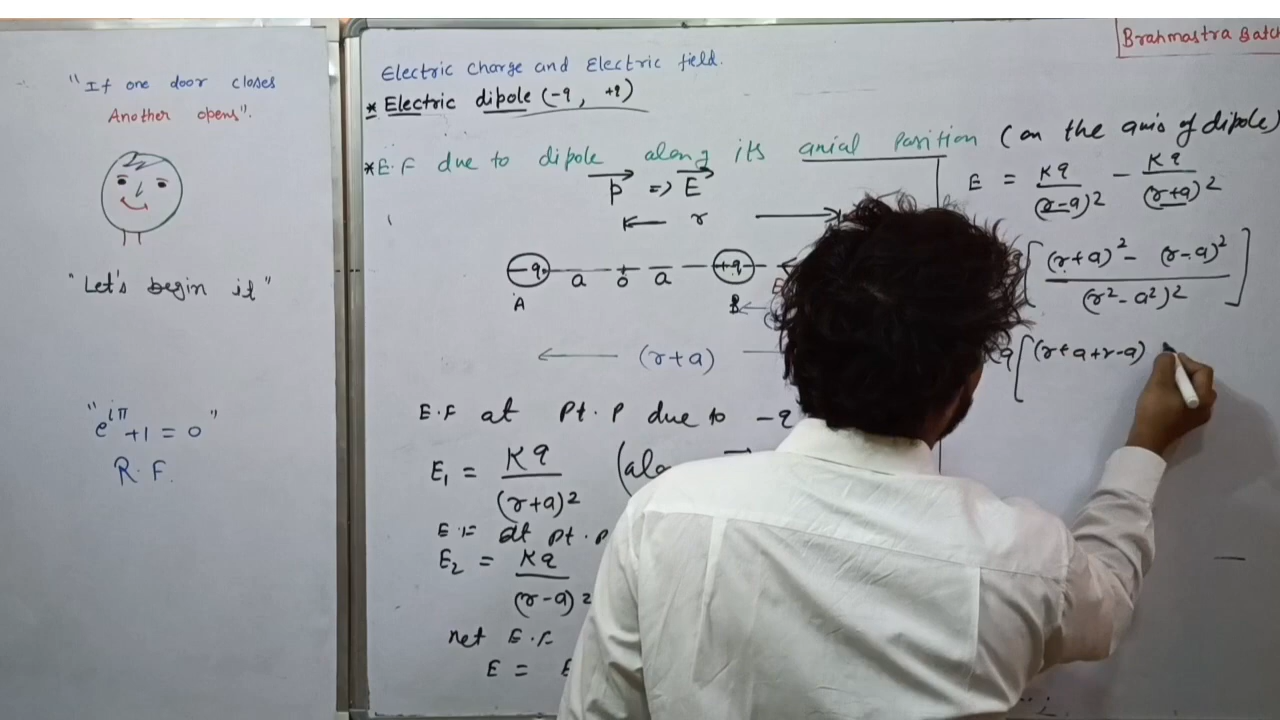 "If one door closes
Another opens".
"Let's begin it"
"e^iπ +1 = 0"
R. F.
Brahmastra Batch
Electric Charge and Electric field.
* Electric dipole (-q, +q)
* E.F due to dipole along its axial Position (on the axis of dipole)
P => E
r
-q a o a +q
A B
(r+a)
E.F at Pt. P due to -q
E₁ = Kq / (r+a)²
E.F at pt. P
E₂ = Kq / (r-a)²
net E.F
E =
E = Kq / (r-a)² - Kq / (r+a)²
[ (r+a)² - (r-a)² / (r² - a²)² ]
q [ (r+a+r-a)